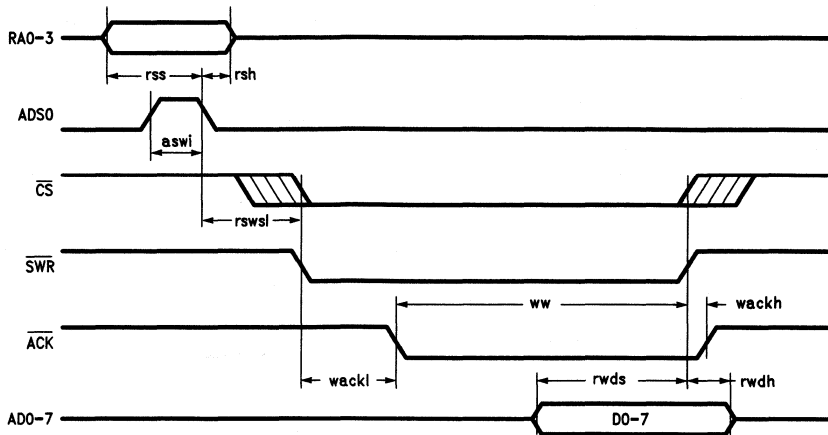 RA0-3
rss
rsh
ADS0
aswi
CS
rswsl
SWR
ww
wackh
ACK
wackl
rwds
rwdh
AD0-7
D0-7